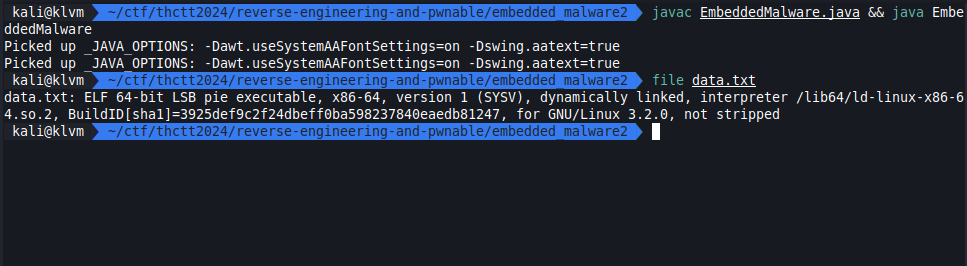 kali@klvm ~/ctf/thctt2024/reverse-engineering-and-pwnable/embedded_malware2 javac EmbeddedMalware.java && java Embe
ddedMalware
Picked up _JAVA_OPTIONS: -Dawt.useSystemAAFontSettings=on -Dswing.aatext=true
Picked up _JAVA_OPTIONS: -Dawt.useSystemAAFontSettings=on -Dswing.aatext=true
kali@klvm ~/ctf/thctt2024/reverse-engineering-and-pwnable/embedded_malware2 file data.txt
data.txt: ELF 64-bit LSB pie executable, x86-64, version 1 (SYSV), dynamically linked, interpreter /lib64/ld-linux-x86-6
4.so.2, BuildID[sha1]=3925def9c2f24dbeff0ba598237840eaedb81247, for GNU/Linux 3.2.0, not stripped
kali@klvm ~/ctf/thctt2024/reverse-engineering-and-pwnable/embedded_malware2